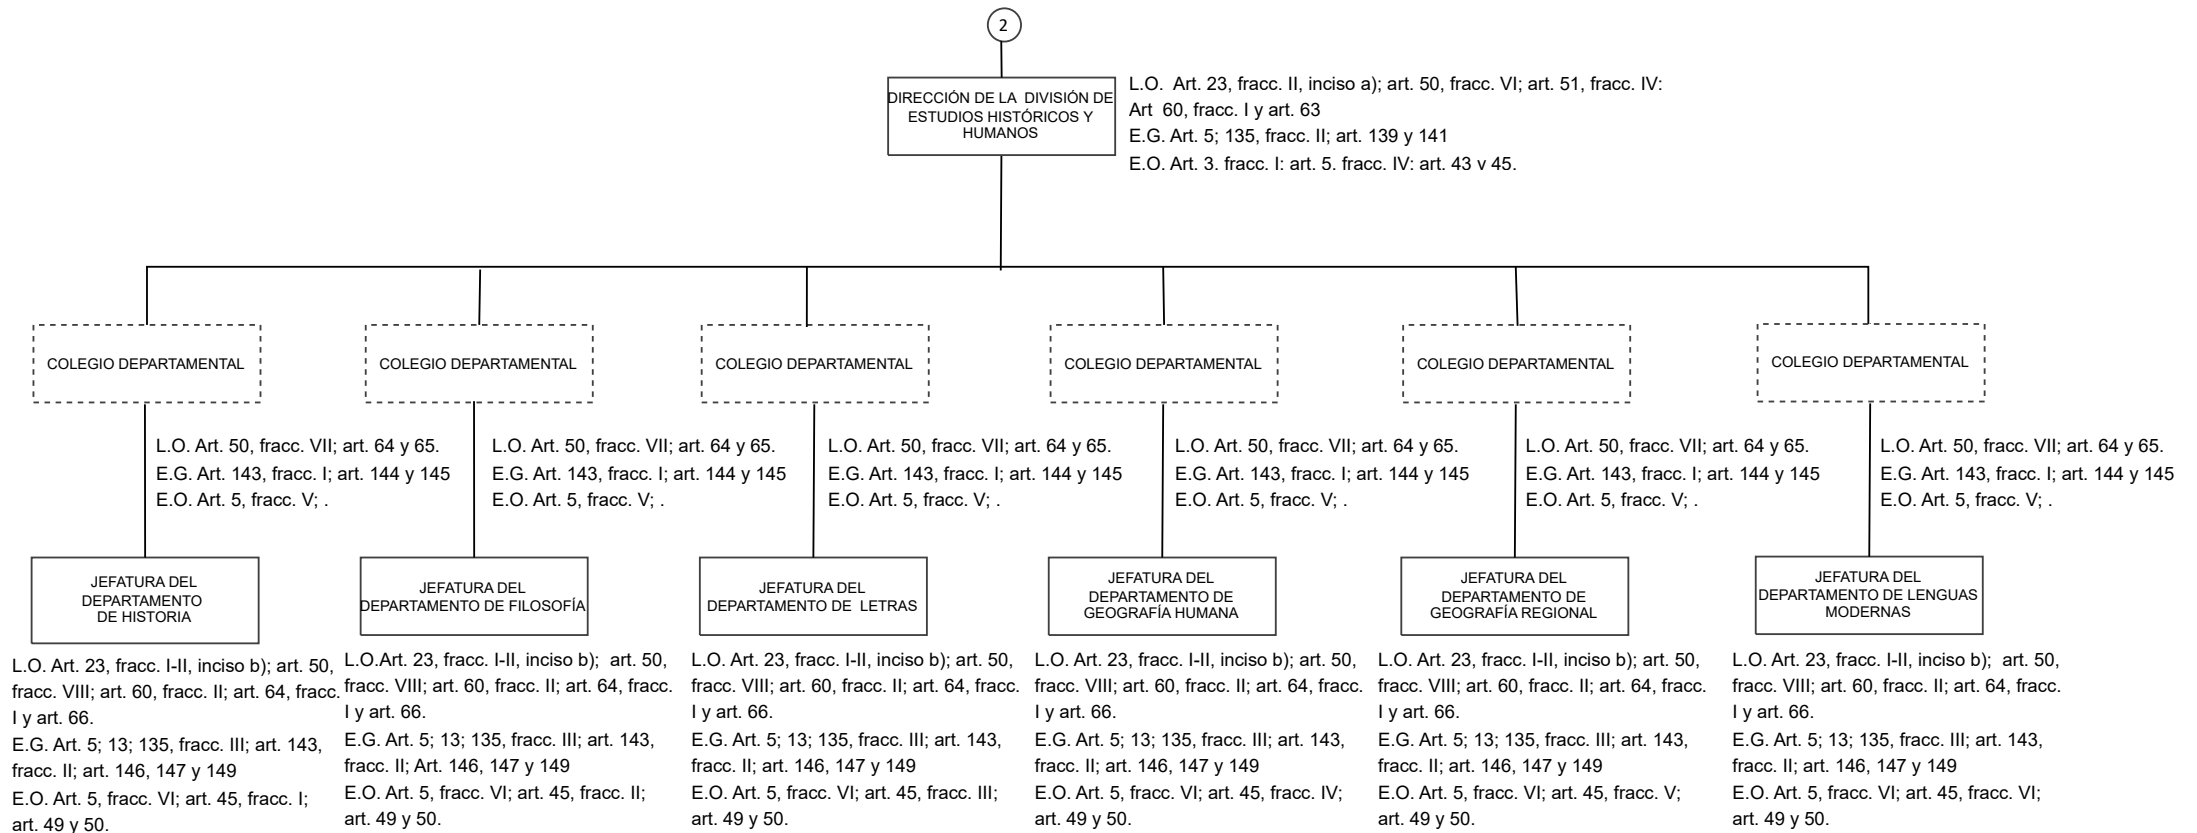 2
DIRECCIÓN DE LA DIVISIÓN DE
ESTUDIOS HISTÓRICOS Y
HUMANOS
L.O. Art. 23, fracc. II, inciso a); art. 50, fracc. VI; art. 51, fracc. IV:
Art 60, fracc. I y art. 63
E.G. Art. 5; 135, fracc. II; art. 139 y 141
E.O. Art. 3. fracc. I: art. 5. fracc. IV: art. 43 v 45.
COLEGIO DEPARTAMENTAL
COLEGIO DEPARTAMENTAL
COLEGIO DEPARTAMENTAL
COLEGIO DEPARTAMENTAL
COLEGIO DEPARTAMENTAL
COLEGIO DEPARTAMENTAL
L.O. Art. 50, fracc. VII; art. 64 y 65.
E.G. Art. 143, fracc. I; art. 144 y 145
E.O. Art. 5, fracc. V; .
L.O. Art. 50, fracc. VII; art. 64 y 65.
E.G. Art. 143, fracc. I; art. 144 y 145
E.O. Art. 5, fracc. V; .
L.O. Art. 50, fracc. VII; art. 64 y 65.
E.G. Art. 143, fracc. I; art. 144 y 145
E.O. Art. 5, fracc. V; .
L.O. Art. 50, fracc. VII; art. 64 y 65.
E.G. Art. 143, fracc. I; art. 144 y 145
E.O. Art. 5, fracc. V; .
L.O. Art. 50, fracc. VII; art. 64 y 65.
E.G. Art. 143, fracc. I; art. 144 y 145
E.O. Art. 5, fracc. V; .
L.O. Art. 50, fracc. VII; art. 64 y 65.
E.G. Art. 143, fracc. I; art. 144 y 145
E.O. Art. 5, fracc. V; .
JEFATURA DEL
DEPARTAMENTO
DE HISTORIA
JEFATURA DEL
DEPARTAMENTO DE FILOSOFÍA
JEFATURA DEL
DEPARTAMENTO DE LETRAS
JEFATURA DEL
DEPARTAMENTO DE
GEOGRAFÍA HUMANA
JEFATURA DEL
DEPARTAMENTO DE
GEOGRAFÍA REGIONAL
JEFATURA DEL
DEPARTAMENTO DE LENGUAS
MODERNAS
L.O. Art. 23, fracc. I-II, inciso b); art. 50,
fracc. VIII; art. 60, fracc. II; art. 64, fracc.
I y art. 66.
E.G. Art. 5; 13; 135, fracc. III; art. 143,
fracc. II; art. 146, 147 y 149
E.O. Art. 5, fracc. VI; art. 45, fracc. I;
art. 49 y 50.
L.O.Art. 23, fracc. I-II, inciso b); art. 50,
fracc. VIII; art. 60, fracc. II; art. 64, fracc.
I y art. 66.
E.G. Art. 5; 13; 135, fracc. III; art. 143,
fracc. II; Art. 146, 147 y 149
E.O. Art. 5, fracc. VI; art. 45, fracc. II;
art. 49 y 50.
L.O. Art. 23, fracc. I-II, inciso b); art. 50,
fracc. VIII; art. 60, fracc. II; art. 64, fracc.
I y art. 66.
E.G. Art. 5; 13; 135, fracc. III; art. 143,
fracc. II; art. 146, 147 y 149
E.O. Art. 5, fracc. VI; art. 45, fracc. III;
art. 49 y 50.
L.O. Art. 23, fracc. I-II, inciso b); art. 50,
fracc. VIII; art. 60, fracc. II; art. 64, fracc.
I y art. 66.
E.G. Art. 5; 13; 135, fracc. III; art. 143,
fracc. II; art. 146, 147 y 149
E.O. Art. 5, fracc. VI; art. 45, fracc. IV;
art. 49 y 50.
L.O. Art. 23, fracc. I-II, inciso b); art. 50,
fracc. VIII; art. 60, fracc. II; art. 64, fracc.
I y art. 66.
E.G. Art. 5; 13; 135, fracc. III; art. 143,
fracc. II; art. 146, 147 y 149
E.O. Art. 5, fracc. VI; art. 45, fracc. V;
art. 49 y 50.
L.O. Art. 23, fracc. I-II, inciso b); art. 50,
fracc. VIII; art. 60, fracc. II; art. 64, fracc.
I y art. 66.
E.G. Art. 5; 13; 135, fracc. III; art. 143,
fracc. II; art. 146, 147 y 149
E.O. Art. 5, fracc. VI; art. 45, fracc. VI;
art. 49 y 50.